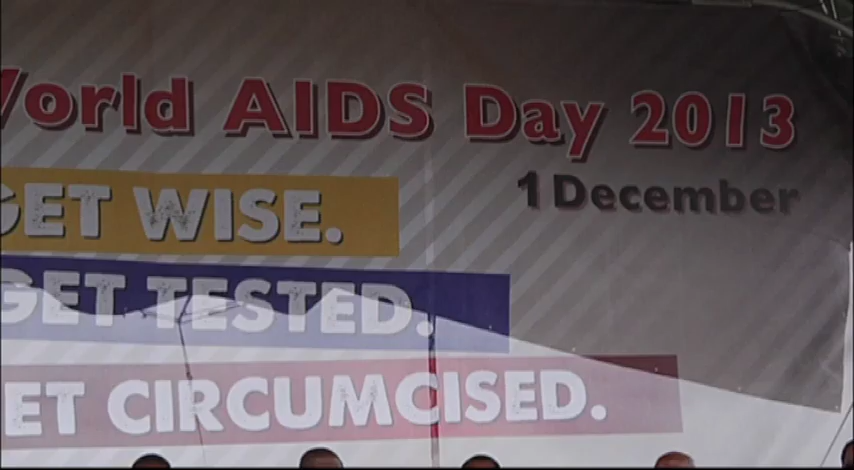 World AIDS Day 2013
1 December
GET WISE.
GET TESTED.
ET CIRCUMCISED.